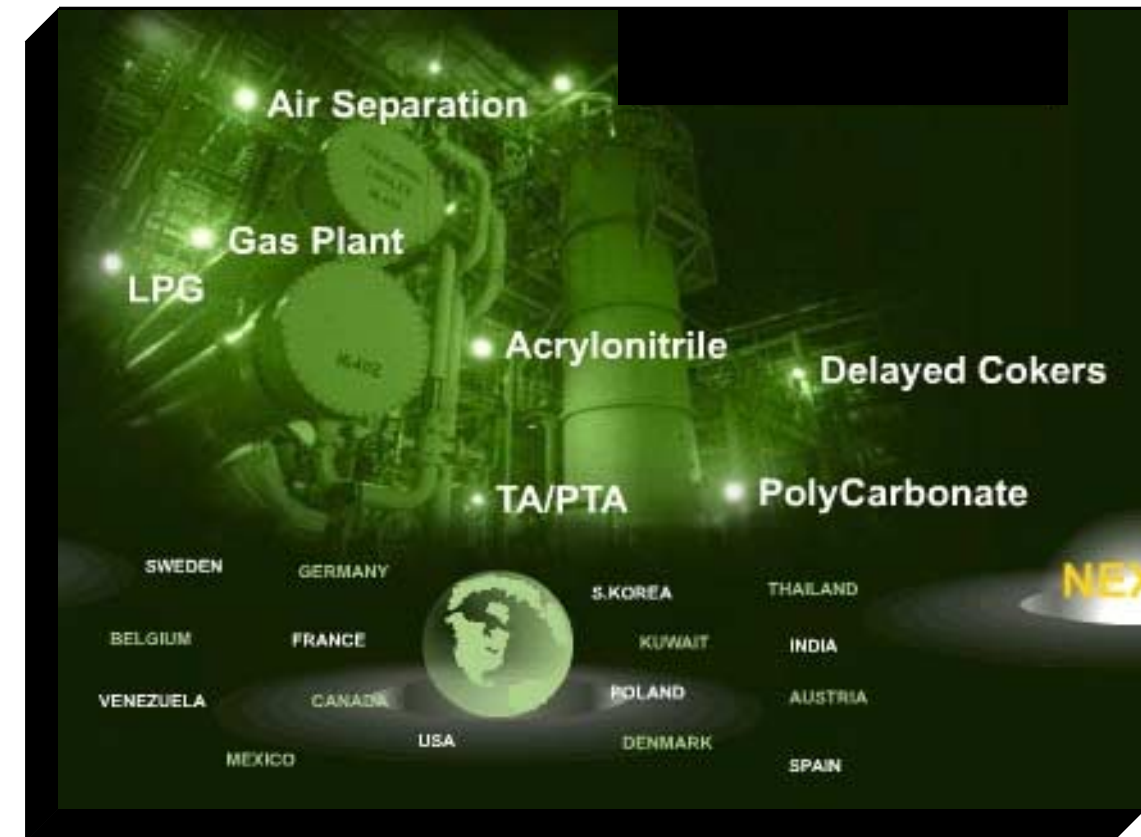 Air Separation
Gas Plant
LPG
Acrylonitrile
Delayed Cokers
TA/PTA
PolyCarbonate
SWEDEN
GERMANY
S.KOREA
THAILAND
NEX
BELGIUM
FRANCE
KUWAIT
INDIA
VENEZUELA
CANADA
POLAND
AUSTRIA
USA
DENMARK
MEXICO
SPAIN